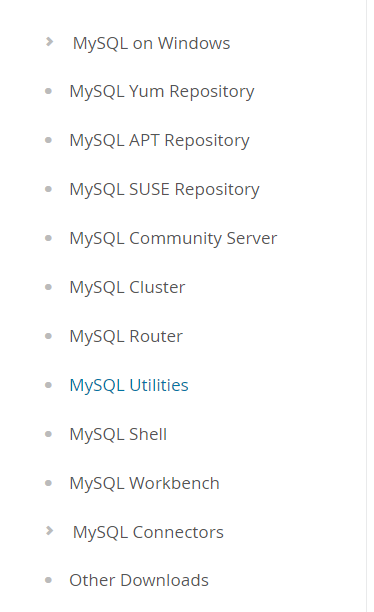 MySQL on Windows
MySQL Yum Repository
MySQL APT Repository
MySQL SUSE Repository
MySQL Community Server
MySQL Cluster
MySQL Router
MySQL Utilities
MySQL Shell
MySQL Workbench
MySQL Connectors
Other Downloads